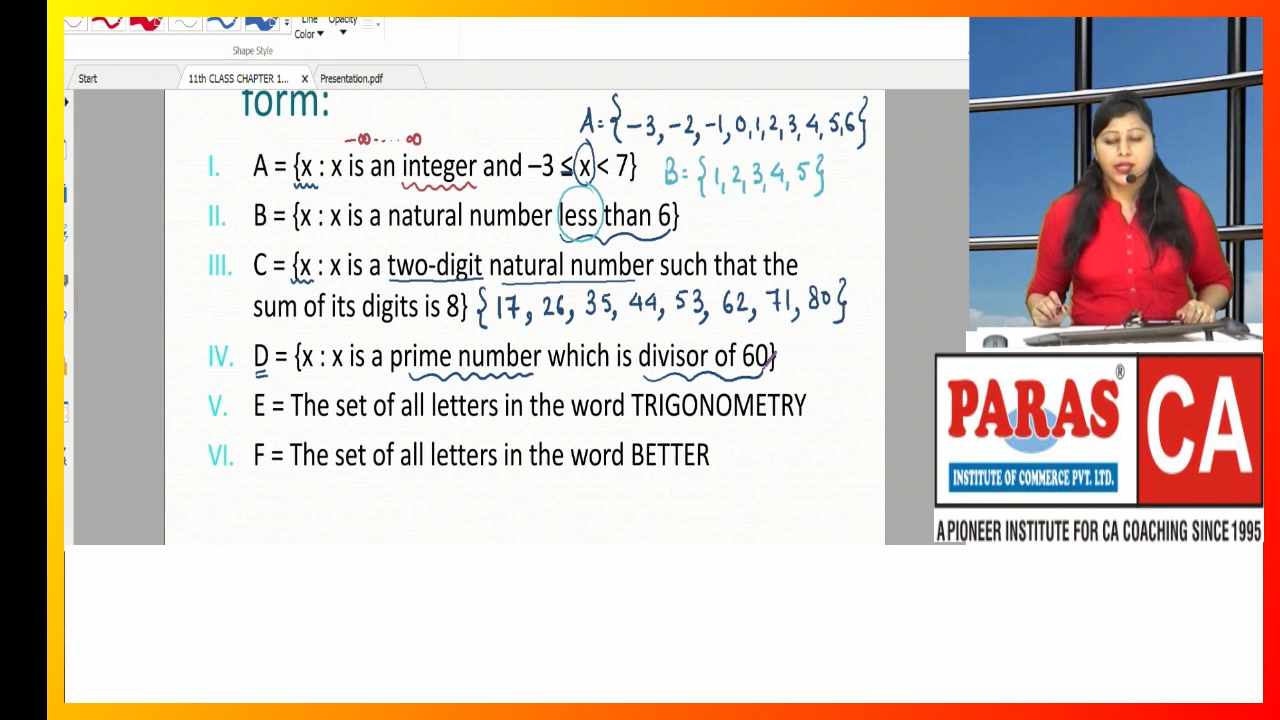 Line
Color
Opacity
Shape Style
Start
11th CLASS CHAPTER 1... x
Presentation.pdf
form:
A = { -3, -2, -1, 0, 1, 2, 3, 4, 5, 6 }
-∞ .... ∞
I. A = {x : x is an integer and –3 ≤ x < 7}
B = { 1, 2, 3, 4, 5 }
II. B = {x : x is a natural number less than 6}
III. C = {x : x is a two-digit natural number such that the
sum of its digits is 8} { 17, 26, 35, 44, 53, 62, 71, 80 }
IV. D = {x : x is a prime number which is divisor of 60}
V. E = The set of all letters in the word TRIGONOMETRY
VI. F = The set of all letters in the word BETTER
PARAS ®
INSTITUTE OF COMMERCE PVT. LTD.
CA
A PIONEER INSTITUTE FOR CA COACHING SINCE 1995